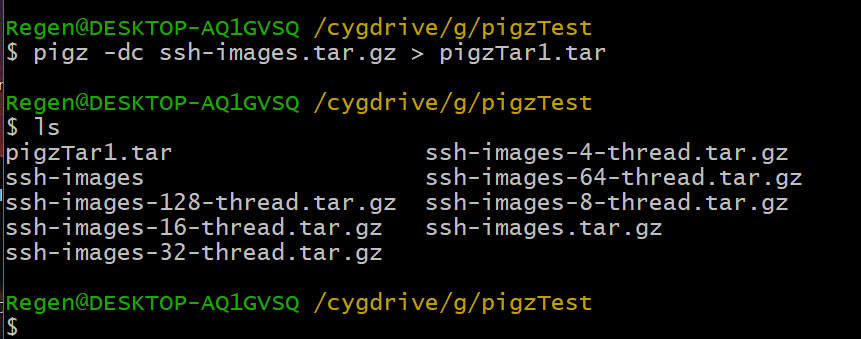 Regen@DESKTOP-AQ1GVSQ /cygdrive/g/pigzTest
$ pigz -dc ssh-images.tar.gz > pigzTar1.tar
Regen@DESKTOP-AQ1GVSQ /cygdrive/g/pigzTest
$ ls
pigzTar1.tar ssh-images-4-thread.tar.gz
ssh-images ssh-images-64-thread.tar.gz
ssh-images-128-thread.tar.gz ssh-images-8-thread.tar.gz
ssh-images-16-thread.tar.gz ssh-images.tar.gz
ssh-images-32-thread.tar.gz
Regen@DESKTOP-AQ1GVSQ /cygdrive/g/pigzTest
$